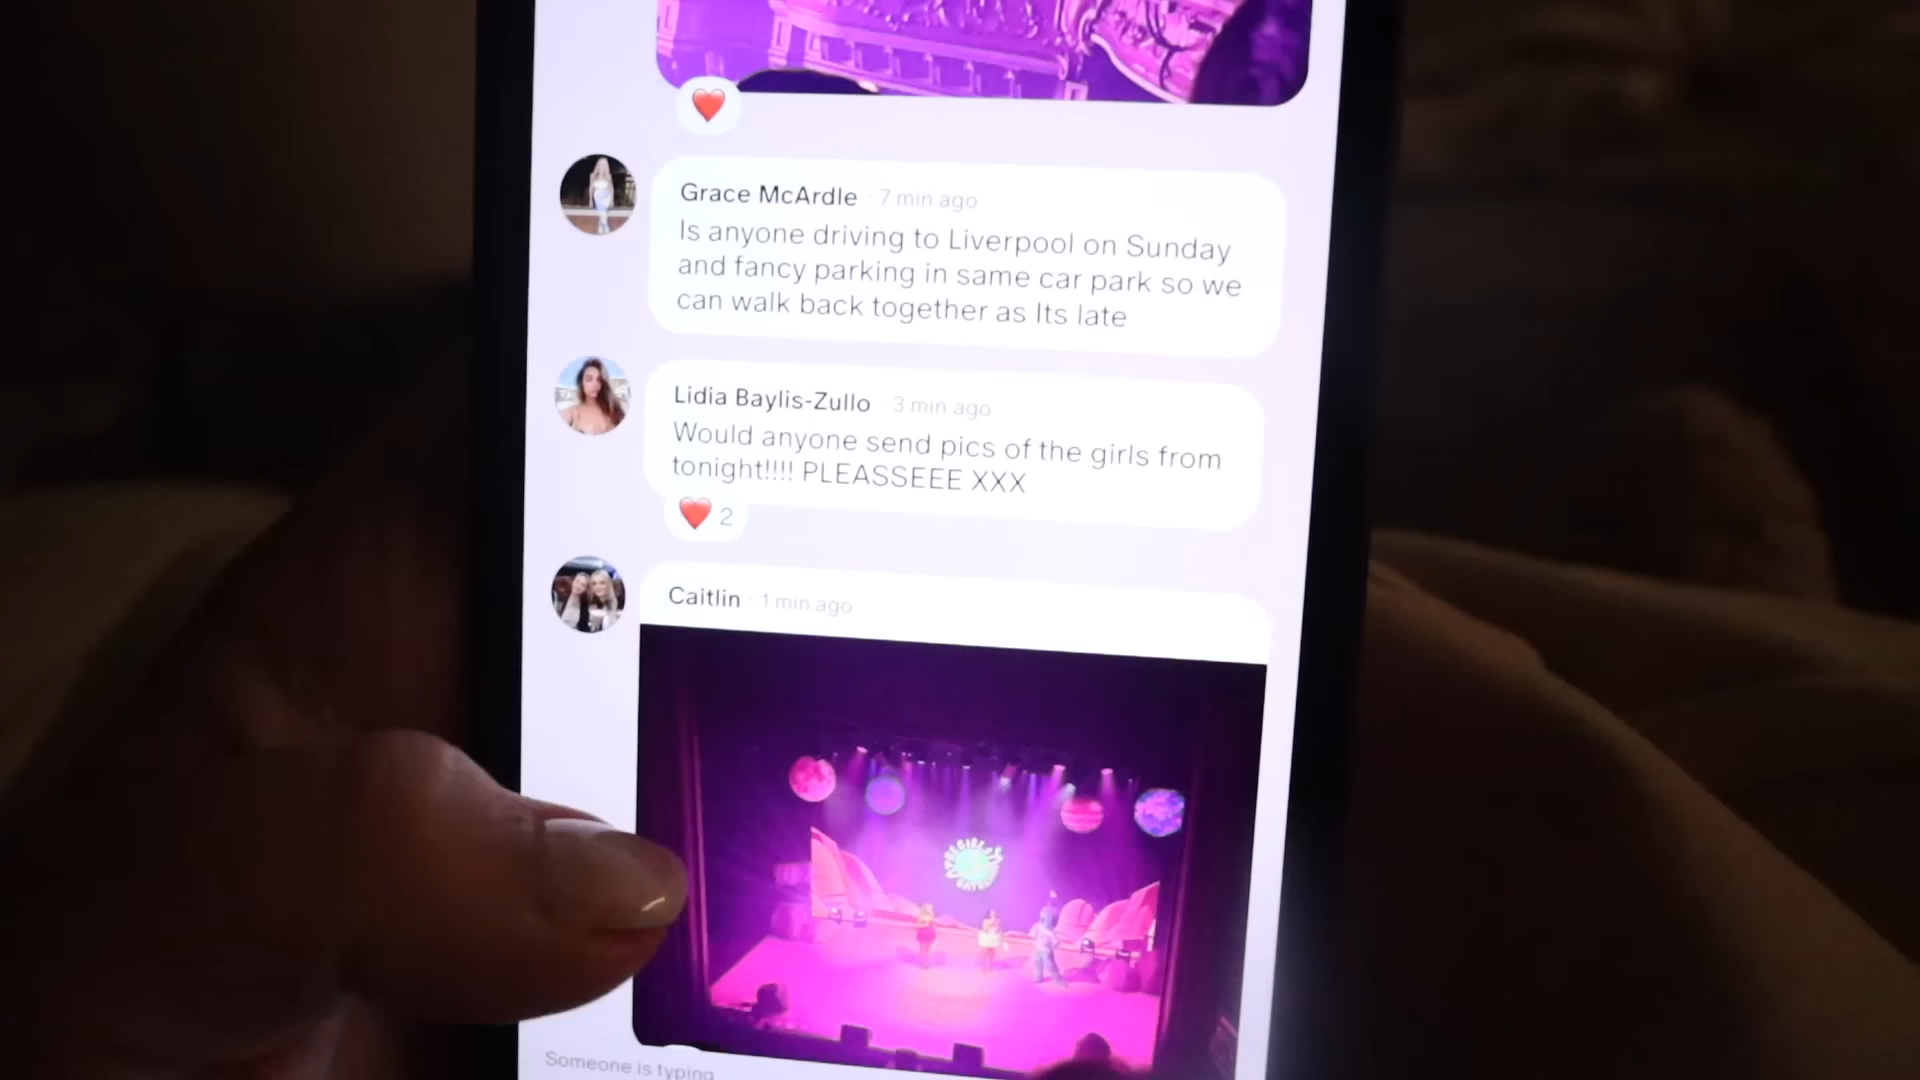 Grace McArdle · 7 min ago
Is anyone driving to Liverpool on Sunday
and fancy parking in same car park so we
can walk back together as Its late
Lidia Baylis-Zullo · 3 min ago
Would anyone send pics of the girls from
tonight!!!! PLEASSEEE XXX
2
Caitlin · 1 min ago
Someone is typing